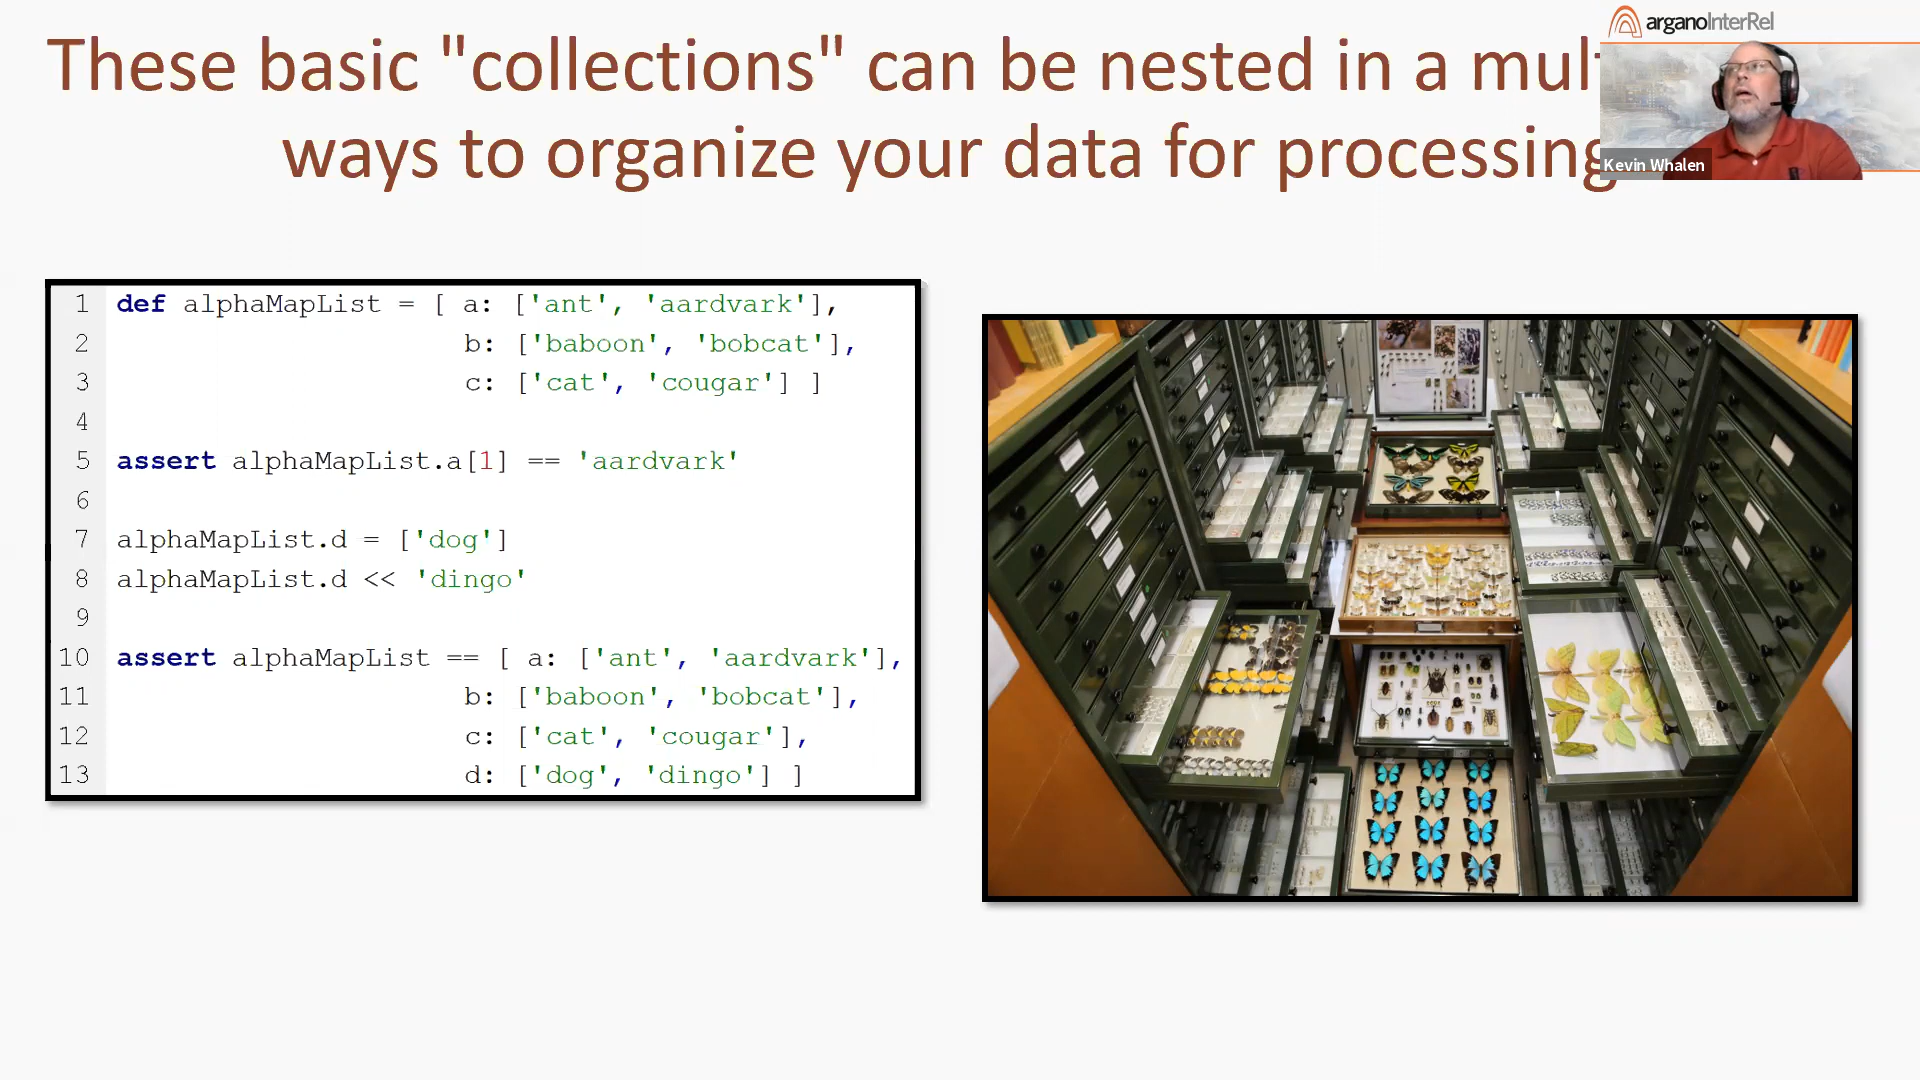 arganoInterRel
These basic "collections" can be nested in a
ways to organize your data for processing
Kevin Whalen
1 def alphaMapList = [ a: ['ant', 'aardvark'],
2 b: ['baboon', 'bobcat'],
3 c: ['cat', 'cougar'] ]
4
5 assert alphaMapList.a[1] == 'aardvark'
6
7 alphaMapList.d = ['dog']
8 alphaMapList.d << 'dingo'
9
10 assert alphaMapList == [ a: ['ant', 'aardvark'],
11 b: ['baboon', 'bobcat'],
12 c: ['cat', 'cougar'],
13 d: ['dog', 'dingo'] ]